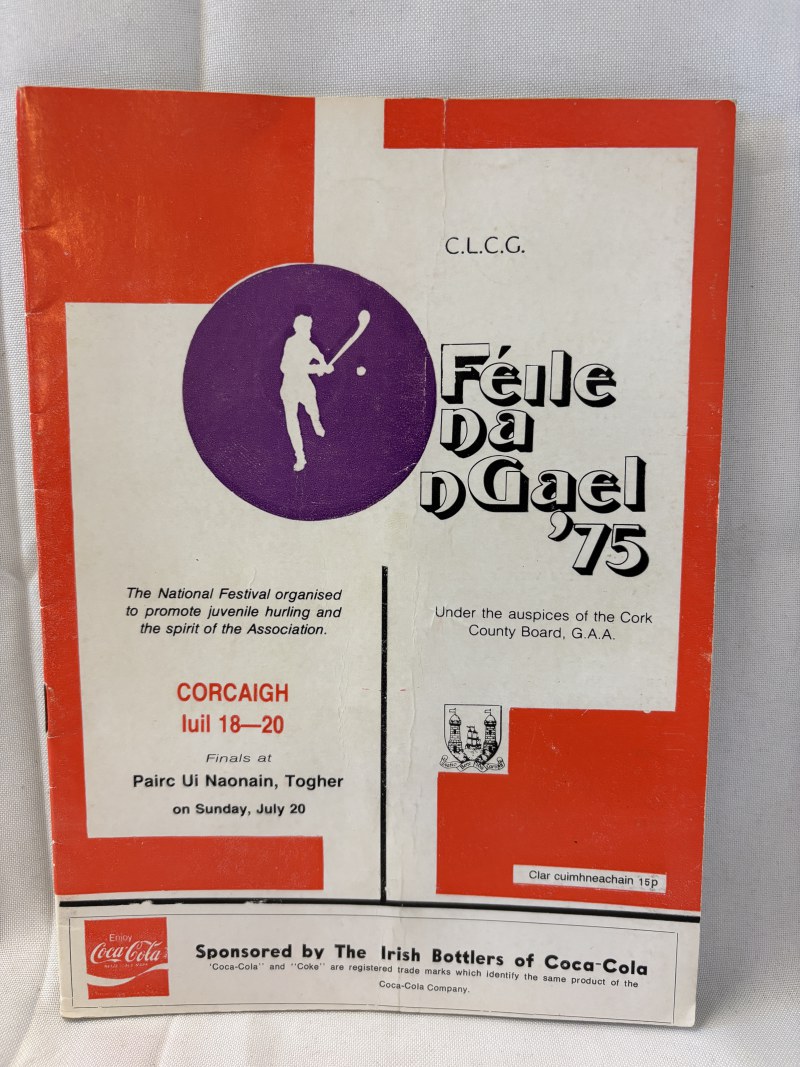 C.L.C.G.
Féile
na
nGael
'75
The National Festival organised
to promote juvenile hurling and
the spirit of the Association.
Under the auspices of the Cork
County Board, G.A.A.
CORCAIGH
Iuil 18—20
Finals at
Pairc Ui Naonain, Togher
on Sunday, July 20
Clar cuimhneachain 15p
Enjoy
Coca-Cola
Sponsored by The Irish Bottlers of Coca-Cola
'Coca-Cola'' and ''Coke'' are registered trade marks which identify the same product of the
Coca-Cola Company.